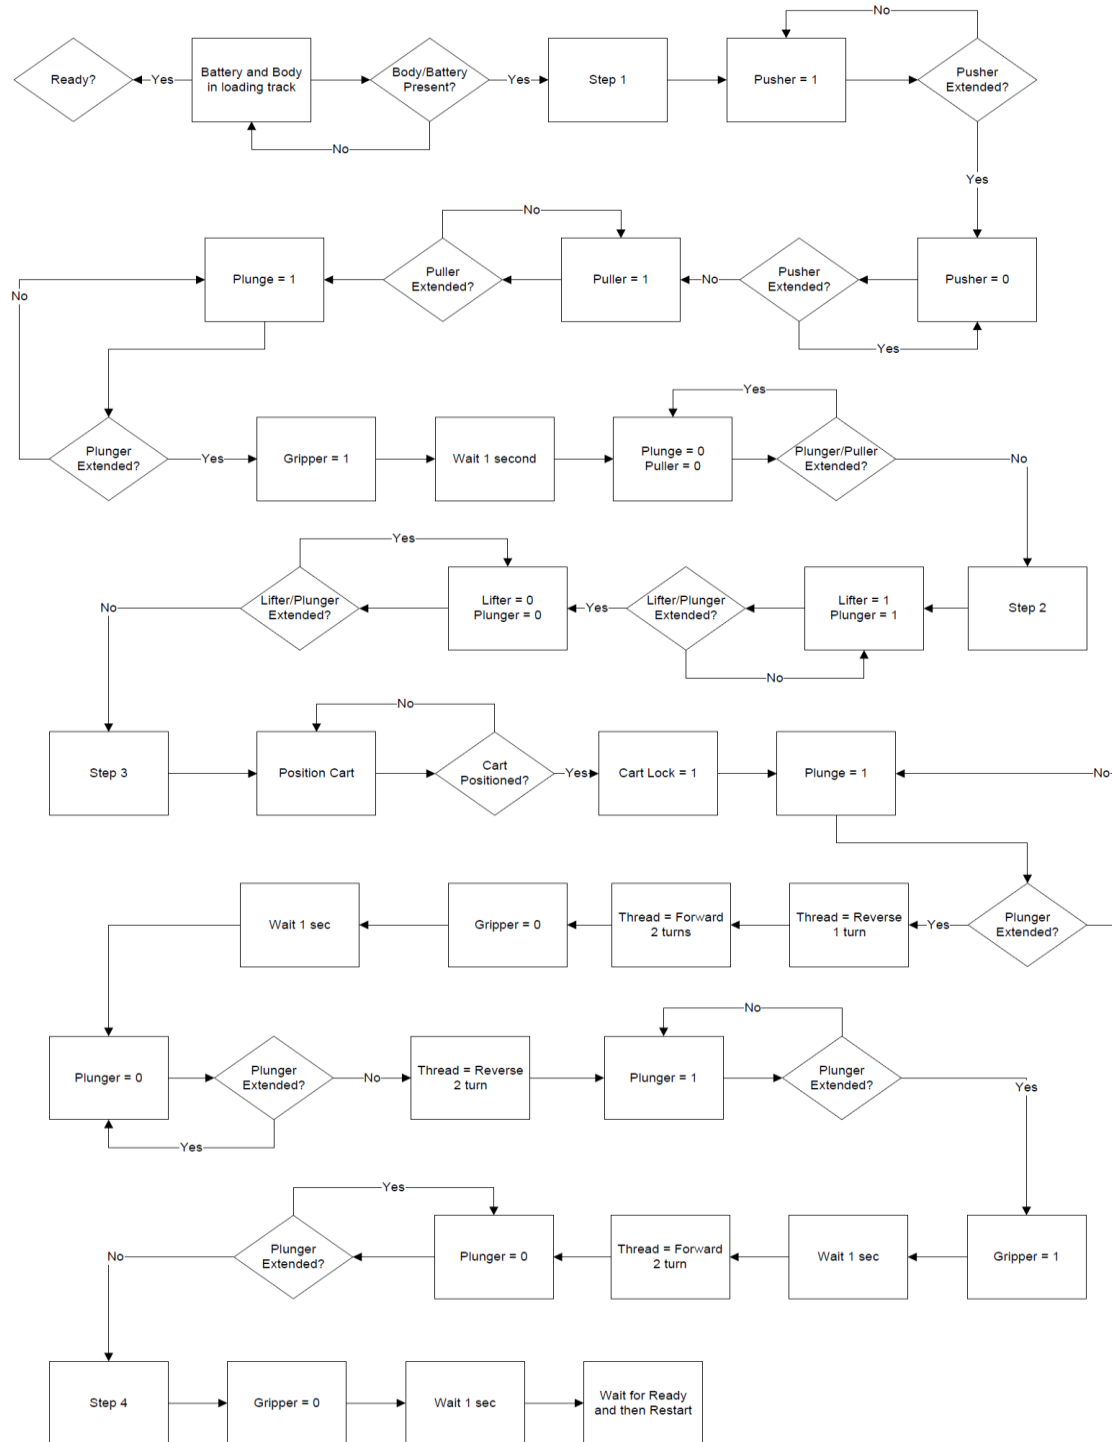 No
Ready?
Yes
Battery and Body
in loading track
Body/Battery
Present?
Yes
Step 1
Pusher = 1
Pusher
Extended?
No
Yes
No
Plunge = 1
Puller
Extended?
Puller = 1
No
Pusher
Extended?
Pusher = 0
No
Yes
Yes
Plunger
Extended?
Yes
Gripper = 1
Wait 1 second
Plunge = 0
Puller = 0
Plunger/Puller
Extended?
No
Yes
No
Lifter/Plunger
Extended?
Lifter = 0
Plunger = 0
Yes
Lifter/Plunger
Extended?
Lifter = 1
Plunger = 1
Step 2
No
No
Step 3
Position Cart
Cart
Positioned?
Yes
Cart Lock = 1
Plunge = 1
No
Wait 1 sec
Gripper = 0
Thread = Forward
2 turns
Thread = Reverse
1 turn
Yes
Plunger
Extended?
No
Plunger = 0
Plunger
Extended?
No
Thread = Reverse
2 turn
Plunger = 1
Plunger
Extended?
Yes
Yes
Yes
No
Plunger
Extended?
Plunger = 0
Thread = Forward
2 turn
Wait 1 sec
Gripper = 1
Step 4
Gripper = 0
Wait 1 sec
Wait for Ready
and then Restart